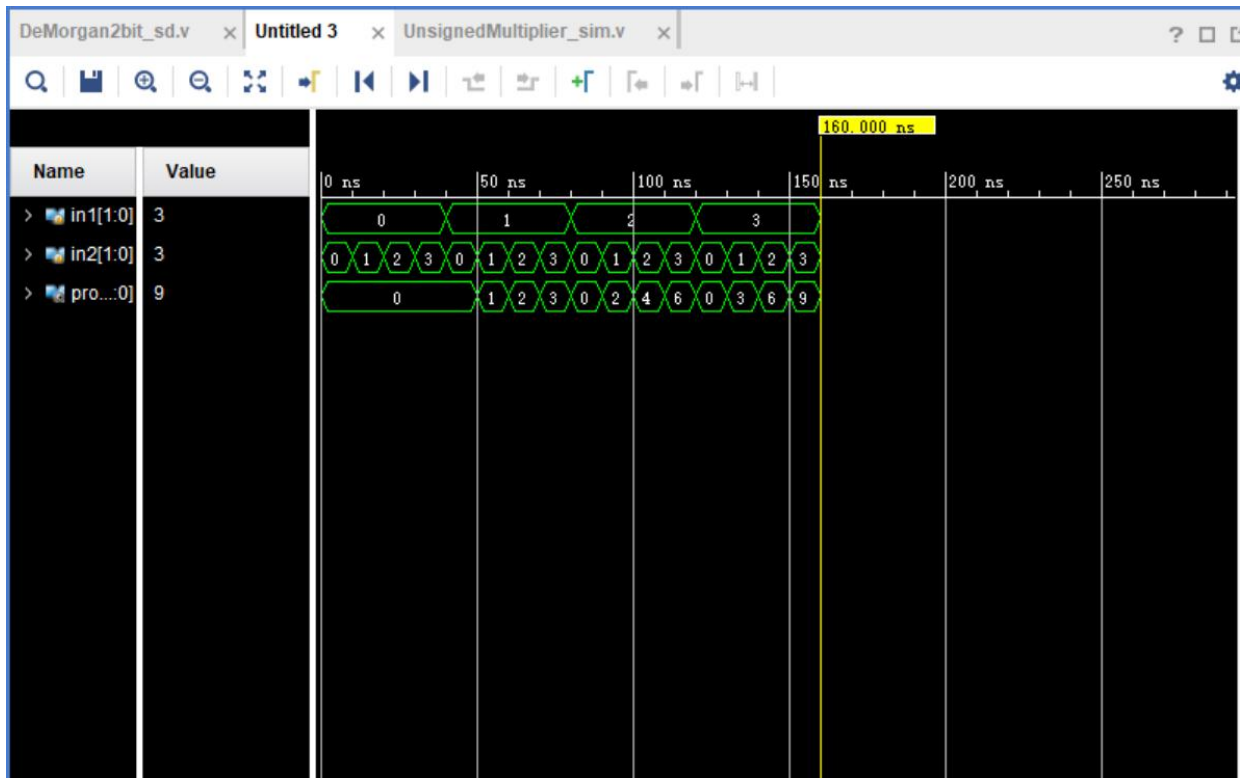 DeMorgan2bit_sd.v × Untitled 3 × UnsignedMultiplier_sim.v ×
160.000 ns
Name Value
0 ns 50 ns 100 ns 150 ns 200 ns 250 ns
in1[1:0] 3 0 1 2 3
in2[1:0] 3 0 1 2 3 0 1 2 3 0 1 2 3 0 1 2 3
pro...:0] 9 0 1 2 3 0 2 4 6 0 3 6 9